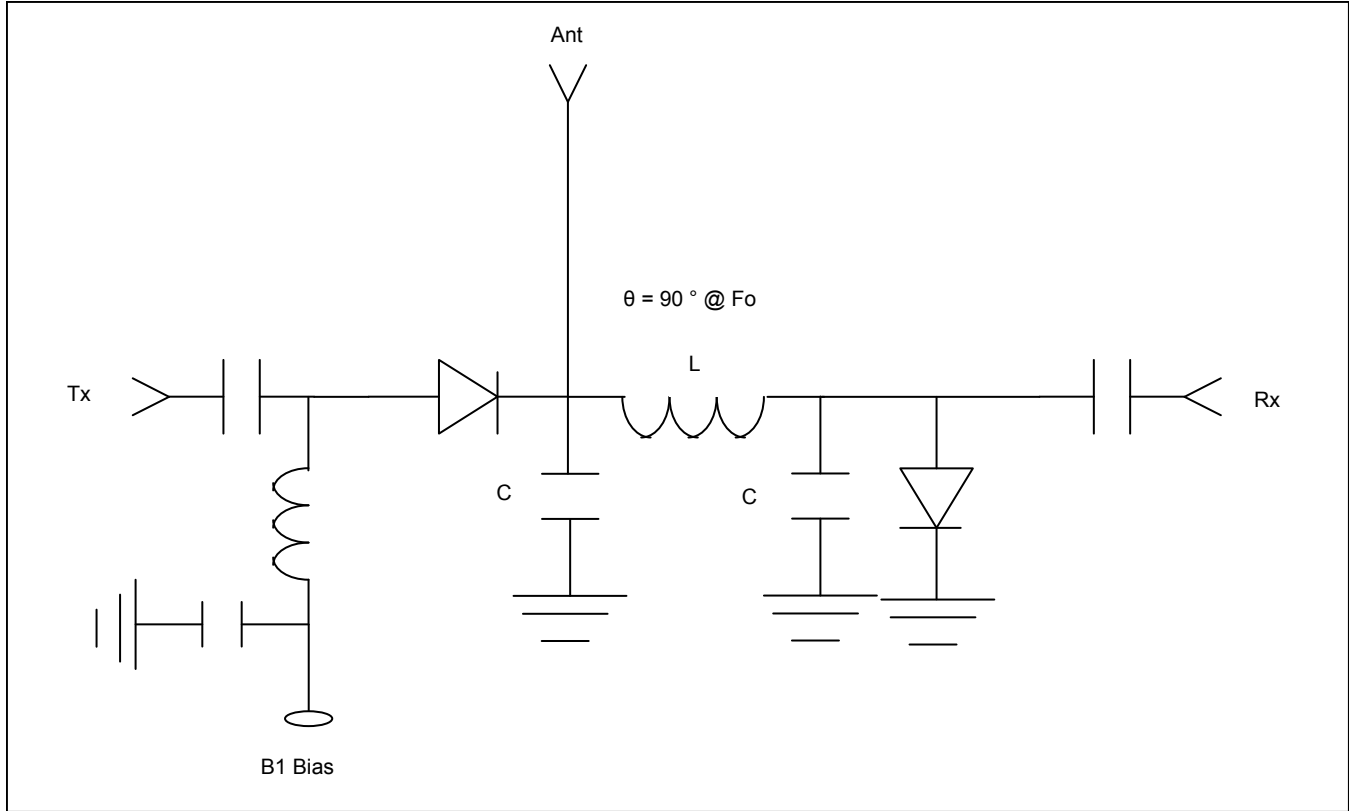 Ant
θ = 90 ° @ Fo
L
Tx
Rx
C
C
B1 Bias